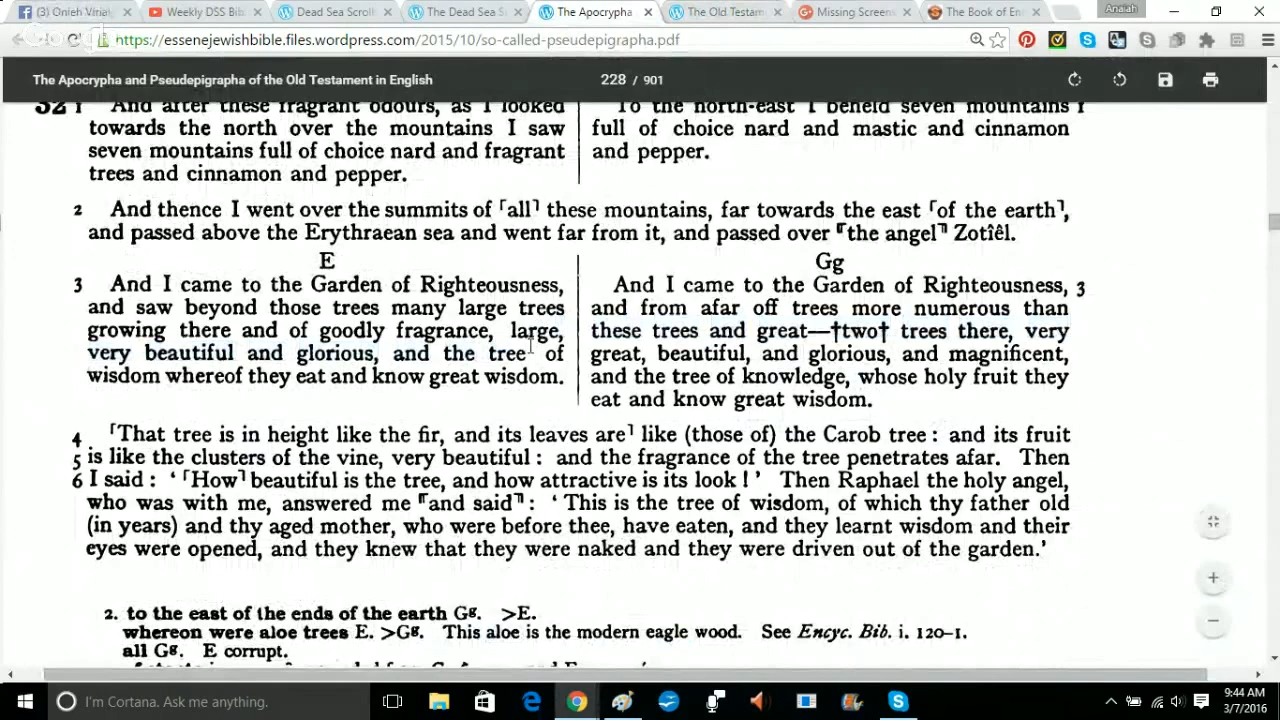 (3) Onieh Virja
Weekly DSS Bib
Dead Sea Scroll
The Dead Sea S
The Apocrypha
The Old Testam
Missing Screens
The Book of En
Anaiah
https://essenejewishbible.files.wordpress.com/2015/10/so-called-pseudepigrapha.pdf
The Apocrypha and Pseudepigrapha of the Old Testament in English
228 / 901
32 1 And after these fragrant odours, as I looked
towards the north over the mountains I saw
seven mountains full of choice nard and fragrant
trees and cinnamon and pepper.
To the north-east I beheld seven mountains 1
full of choice nard and mastic and cinnamon
and pepper.
2 And thence I went over the summits of ⌜all⌝ these mountains, far towards the east ⌜of the earth⌝,
and passed above the Erythraean sea and went far from it, and passed over ⌜⌜the angel⌝⌝ Zotîêl.
E
3 And I came to the Garden of Righteousness,
and saw beyond those trees many large trees
growing there and of goodly fragrance, large,
very beautiful and glorious, and the tree of
wisdom whereof they eat and know great wisdom.
Gg
And I came to the Garden of Righteousness, 3
and from afar off trees more numerous than
these trees and great—†two† trees there, very
great, beautiful, and glorious, and magnificent,
and the tree of knowledge, whose holy fruit they
eat and know great wisdom.
4 ⌜That tree is in height like the fir, and its leaves are⌝ like (those of) the Carob tree: and its fruit
5 is like the clusters of the vine, very beautiful: and the fragrance of the tree penetrates afar. Then
6 I said: ‘⌜How⌝ beautiful is the tree, and how attractive is its look!’ Then Raphael the holy angel,
who was with me, answered me ⌜⌜and said⌝⌝: ‘This is the tree of wisdom, of which thy father old
(in years) and thy aged mother, who were before thee, have eaten, and they learnt wisdom and their
eyes were opened, and they knew that they were naked and they were driven out of the garden.’
2. to the east of the ends of the earth Gg. >E.
whereon were aloe trees E. >Gg. This aloe is the modern eagle wood. See Encyc. Bib. i. 120-1.
all Gg. E corrupt.
I'm Cortana. Ask me anything.
9:44 AM
3/7/2016